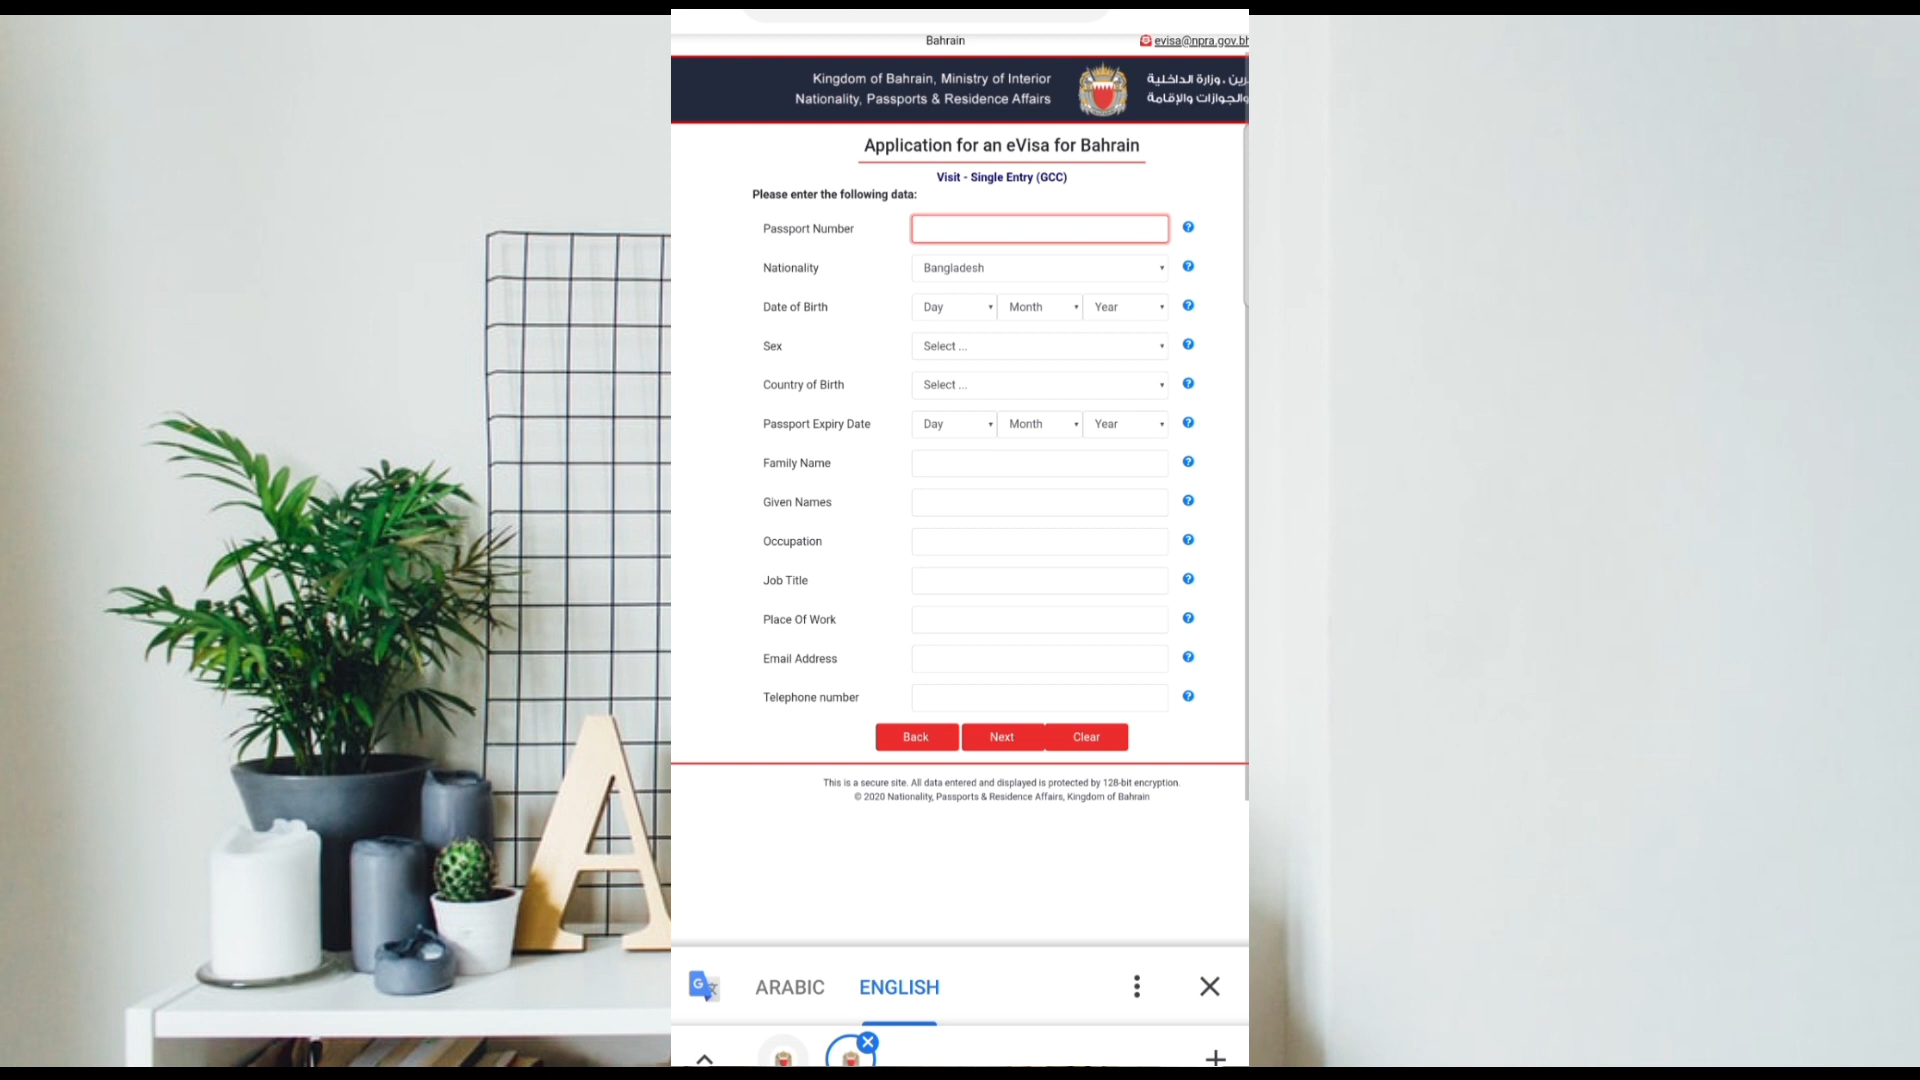 Bahrain
evisa@npra.gov.bh
Kingdom of Bahrain, Ministry of Interior
Nationality, Passports & Residence Affairs
وزارة الداخلية
والجوازات والإقامة
Application for an eVisa for Bahrain
Visit - Single Entry (GCC)
Please enter the following data:
Passport Number
Nationality Bangladesh
Date of Birth Day Month Year
Sex Select ...
Country of Birth Select ...
Passport Expiry Date Day Month Year
Family Name
Given Names
Occupation
Job Title
Place Of Work
Email Address
Telephone number
Back Next Clear
This is a secure site. All data entered and displayed is protected by 128-bit encryption.
© 2020 Nationality, Passports & Residence Affairs, Kingdom of Bahrain
ARABIC ENGLISH
A